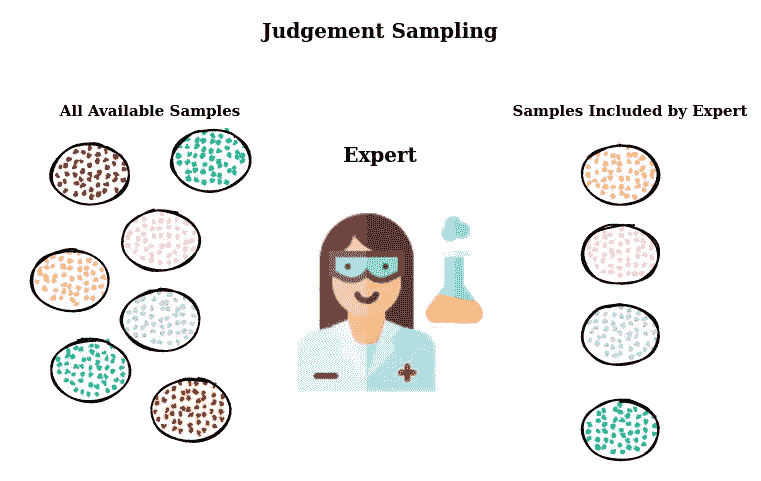 Judgement Sampling
All Available Samples
Samples Included by Expert
Expert